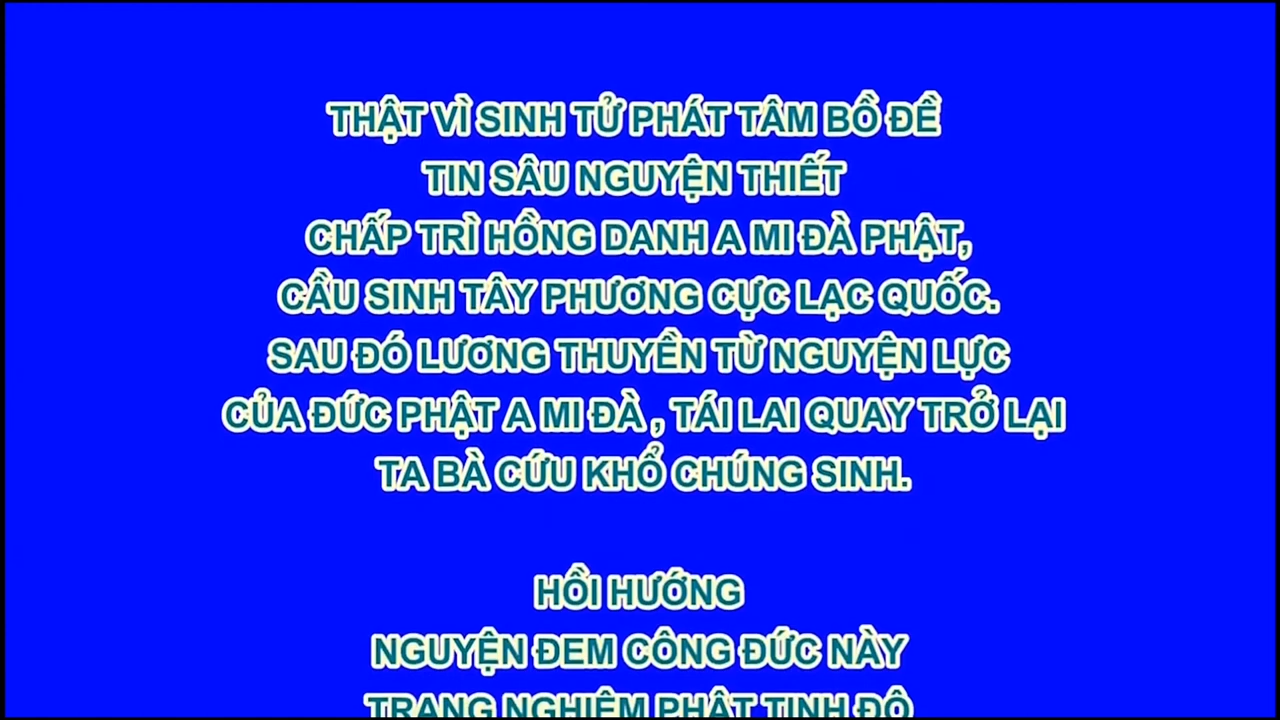 THẬT VÌ SINH TỬ PHÁT TÂM BỒ ĐỀ
TIN SÂU NGUYỆN THIẾT
CHẤP TRÌ HỒNG DANH A MI ĐÀ PHẬT,
CẦU SINH TÂY PHƯƠNG CỰC LẠC QUỐC.
SAU ĐÓ LƯƠNG THUYỀN TỪ NGUYỆN LỰC
CỦA ĐỨC PHẬT A MI ĐÀ , TÁI LAI QUAY TRỞ LẠI
TA BÀ CỨU KHỔ CHÚNG SINH.
HỒI HƯỚNG
NGUYỆN ĐEM CÔNG ĐỨC NÀY
TRANG NGHIÊM PHẬT TỊNH ĐỘ